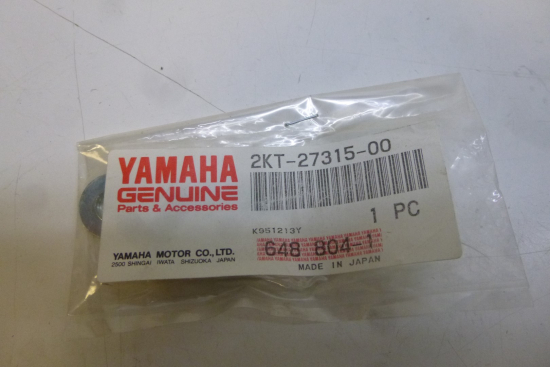 YAMAHA
GENUINE
Parts & Accessories
YAMAHA MOTOR CO., LTD.
2500 SHINGAI IWATA SHIZUOKA JAPAN
2KT-27315-00
1 PC
K951213Y
648 804-1
MADE IN JAPAN